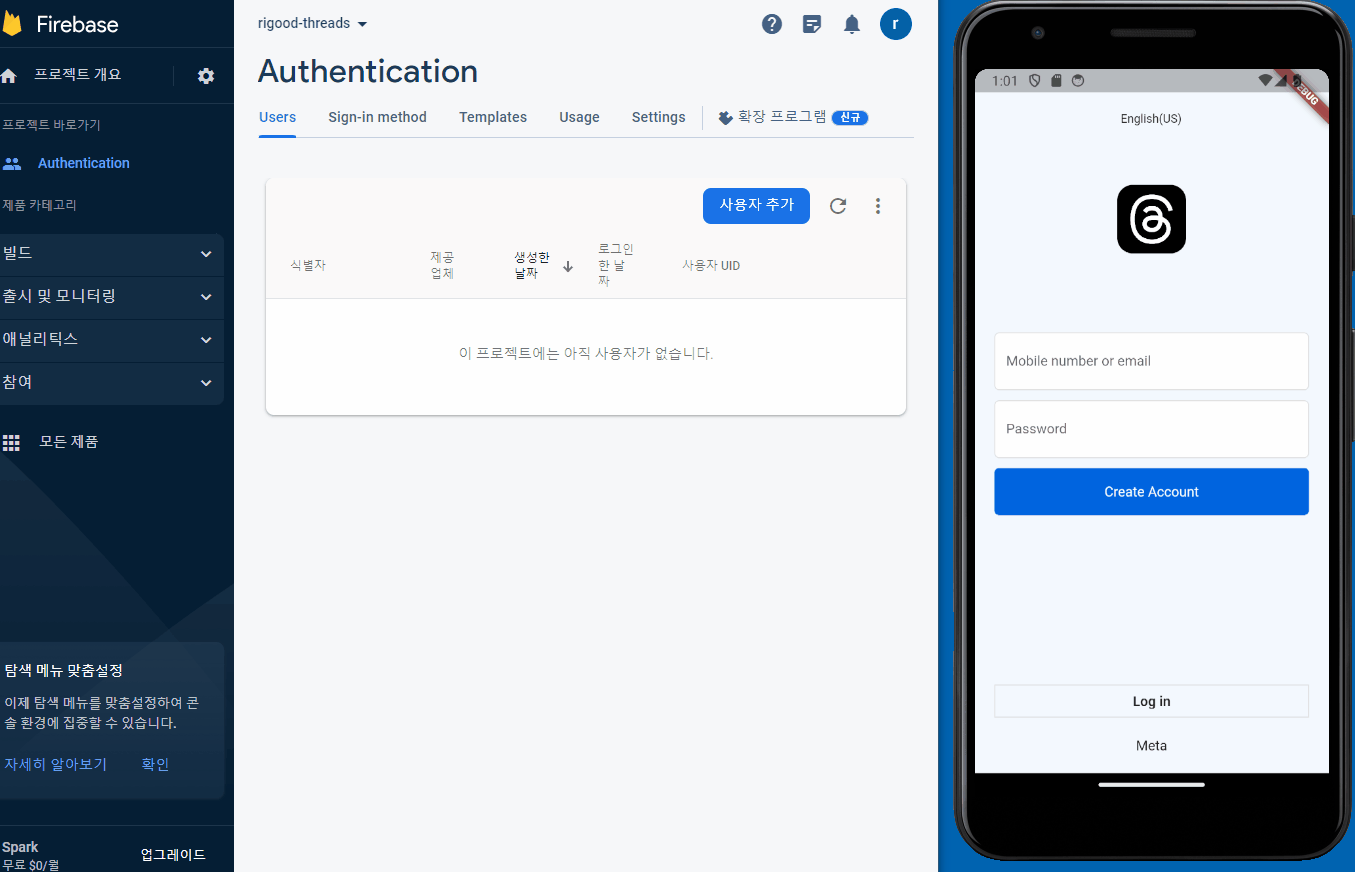 Firebase
프로젝트 개요
프로젝트 바로가기
Authentication
제품 카테고리
빌드
출시 및 모니터링
애널리틱스
참여
모든 제품
탐색 메뉴 맞춤설정
이제 탐색 메뉴를 맞춤설정하여 콘
솔 환경에 집중할 수 있습니다.
자세히 알아보기 확인
Spark
무료 $0/월
업그레이드
rigood-threads
r
Authentication
Users Sign-in method Templates Usage Settings 확장 프로그램 신규
사용자 추가
식별자
제공
업체
생성한
날짜
로그인
한 날
짜
사용자 UID
이 프로젝트에는 아직 사용자가 없습니다.
1:01
DEBUG
English(US)
Mobile number or email
Password
Create Account
Log in
Meta